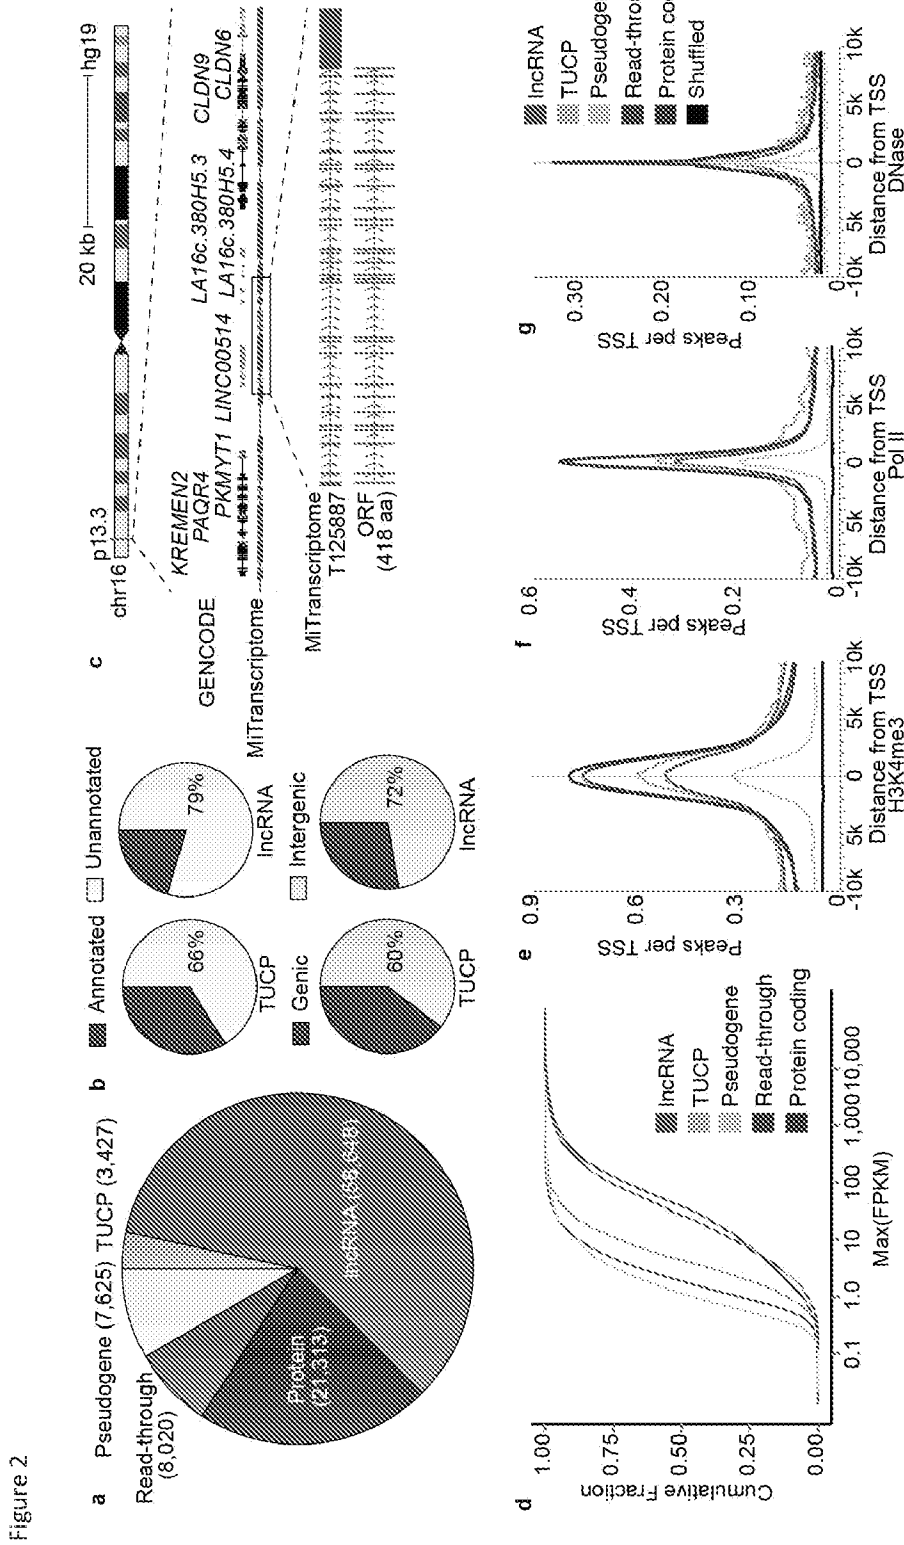 Figure 2
a
Pseudogene (7,625) TUCP (3,427)
Read-through
(8,020)
Protein
(21,313)
b
Annotated
Unannotated
66%
TUCP
79%
lncRNA
Genic
Intergenic
60%
TUCP
72%
lncRNA
c
20 kb
hg19
p13.3
chr16
KREMEN2
PAQR4
PKMYT1
LINC00514
LA16c.380H5.3
LA16c.380H5.4
CLDN9
CLDN6
GENCODE
MiTranscriptome
MiTranscriptome
T125887
ORF
(418 aa)
d
Cumulative Fraction
1.00
0.75
0.50
0.25
0.00
0.1
1.0
10
100
1,000
10,000
Max(FPKM)
lncRNA
TUCP
Pseudogene
Read-through
Protein coding
e
Peaks per TSS
0.9
0.6
0.3
0
-10k
5k
0
5k
10k
Distance from TSS
H3K4me3
f
Peaks per TSS
0.6
0.4
0.2
0
-10k
5k
0
5k
10k
Distance from TSS
Pol II
g
Peaks per TSS
0.30
0.20
0.10
0
-10k
5k
0
5k
10k
Distance from TSS
DNase
lncRNA
TUCP
Pseudoge
Read-thro
Protein co
Shuffled